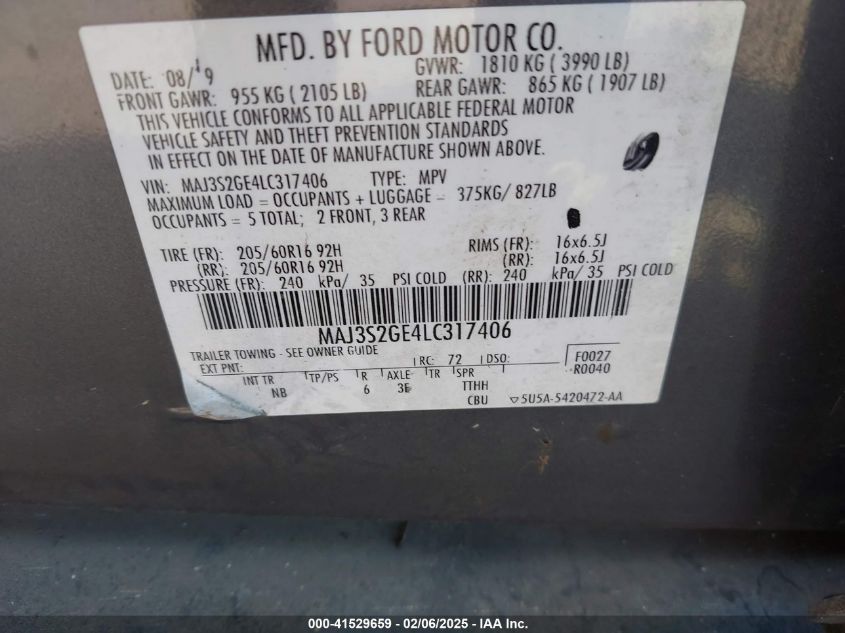 MFD. BY FORD MOTOR CO.
DATE: 08/19 GVWR: 1810 KG ( 3990 LB)
FRONT GAWR: 955 KG ( 2105 LB) REAR GAWR: 865 KG ( 1907 LB)
THIS VEHICLE CONFORMS TO ALL APPLICABLE FEDERAL MOTOR
VEHICLE SAFETY AND THEFT PREVENTION STANDARDS
IN EFFECT ON THE DATE OF MANUFACTURE SHOWN ABOVE.
VIN: MAJ3S2GE4LC317406 TYPE: MPV
MAXIMUM LOAD = OCCUPANTS + LUGGAGE = 375KG/ 827LB
OCCUPANTS = 5 TOTAL; 2 FRONT, 3 REAR
TIRE (FR): 205/60R16 92H RIMS (FR): 16x6.5J
(RR): 205/60R16 92H (RR): 16x6.5J
PRESSURE (FR): 240 kPa/ 35 PSI COLD (RR): 240 kPa/ 35 PSI COLD
MAJ3S2GE4LC317406
TRAILER TOWING - SEE OWNER GUIDE
EXT PNT: RC: 72 DSO: F0027
R0040
INT TR TP/PS R AXLE TR SPR
NB 6 3E TTHH
CBU 5U5A-5420472-AA
000-41529659 - 02/06/2025 - IAA Inc.